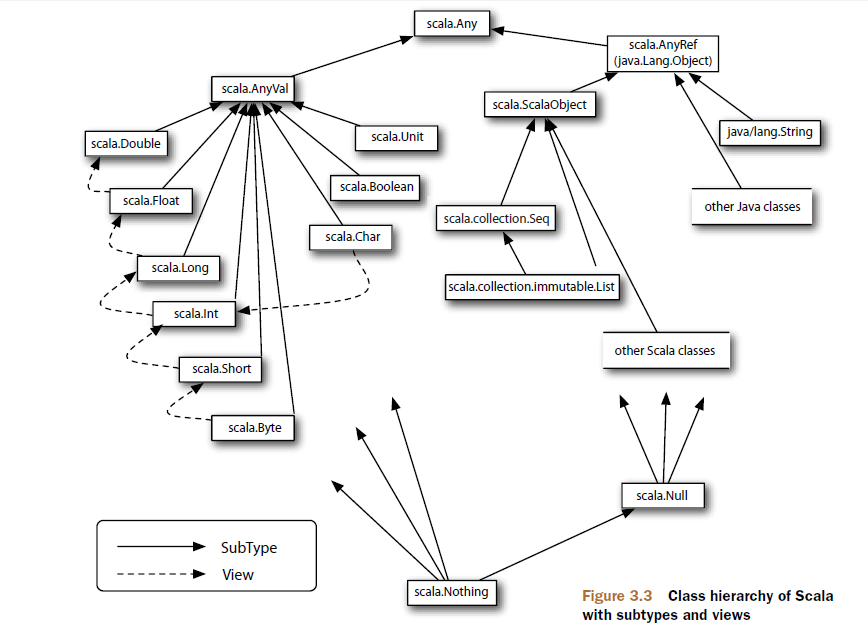 scala.Any
scala.AnyRef
(java.Lang.Object)
scala.AnyVal
scala.ScalaObject
scala.Double
scala.Unit
java/lang.String
scala.Float
scala.Boolean
other Java classes
scala.Char
scala.collection.Seq
scala.Long
scala.collection.immutable.List
scala.Int
scala.Short
other Scala classes
scala.Byte
scala.Null
SubType
View
scala.Nothing
Figure 3.3 Class hierarchy of Scala
with subtypes and views